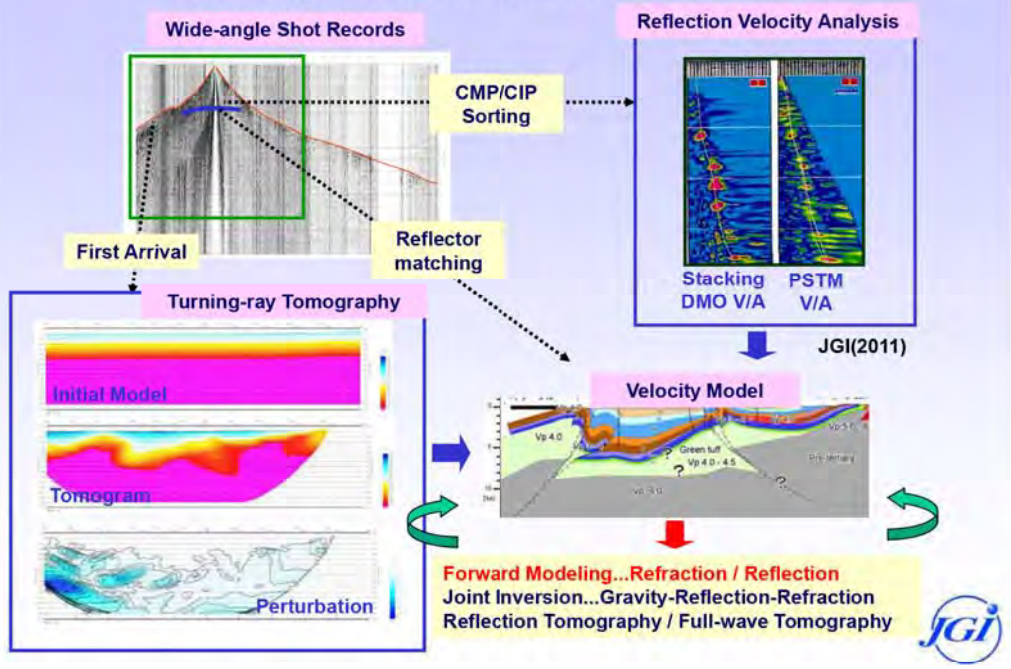 Wide-angle Shot Records
Reflection Velocity Analysis
CMP/CIP
Sorting
First Arrival
Reflector
matching
Stacking
DMO V/A
PSTM
V/A
Turning-ray Tomography
JGI(2011)
Initial Model
Velocity Model
Vp 4.0
Green tuff
?
Vp 4.0 - 4.5
?
Tomogram
Perturbation
Forward Modeling...Refraction / Reflection
Joint Inversion...Gravity-Reflection-Refraction
Reflection Tomography / Full-wave Tomography
JGI